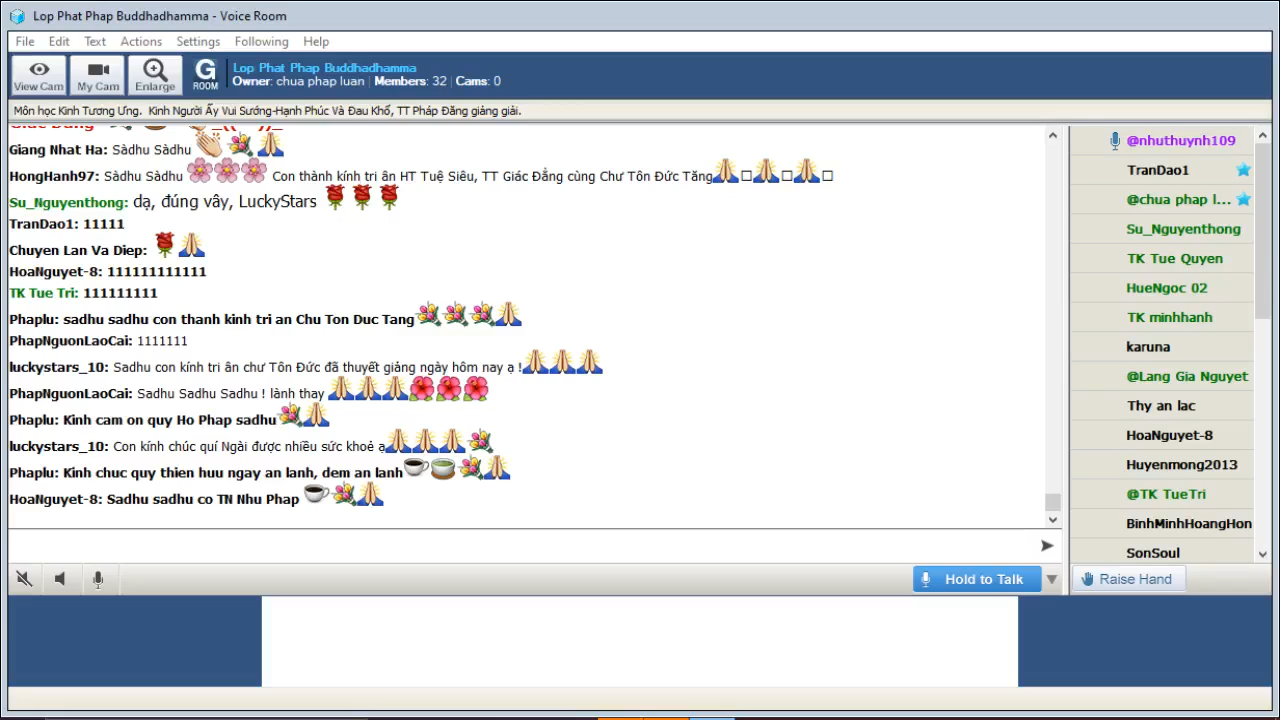 Lop Phat Phap Buddhadhamma - Voice Room
File Edit Text Actions Settings Following Help
View Cam My Cam Enlarge G ROOM
Lop Phat Phap Buddhadhamma
Owner: chua phap luan | Members: 32 | Cams: 0
Môn học Kinh Tương Ưng. Kinh Người Ấy Vui Sướng-Hạnh Phúc Và Đau Khổ, TT Pháp Đăng giảng giải.
Giang Nhat Ha: Sàdhu Sàdhu
HongHanh97: Sàdhu Sàdhu Con thành kính tri ân HT Tuệ Siêu, TT Giác Đẳng cùng Chư Tôn Đức Tăng
Su_Nguyenthong: dạ, đúng vây, LuckyStars
TranDao1: 11111
Chuyen Lan Va Diep:
HoaNguyet-8: 111111111111
TK Tue Tri: 111111111
Phaplu: sadhu sadhu con thanh kinh tri an Chu Ton Duc Tang
PhapNguonLaoCai: 1111111
luckystars_10: Sadhu con kính tri ân chư Tôn Đức đã thuyết giảng ngày hôm nay ạ !
PhapNguonLaoCai: Sadhu Sadhu Sadhu ! lành thay
Phaplu: Kinh cam on quy Ho Phap sadhu
luckystars_10: Con kính chúc quí Ngài được nhiều sức khoẻ ạ
Phaplu: Kinh chuc quy thien huu ngay an lanh, dem an lanh
HoaNguyet-8: Sadhu sadhu co TN Nhu Phap
Hold to Talk
@nhuthuynh109
TranDao1
@chua phap l...
Su_Nguyenthong
TK Tue Quyen
HueNgoc 02
TK minhhanh
karuna
@Lang Gia Nguyet
Thy an lac
HoaNguyet-8
Huyenmong2013
@TK TueTri
BinhMinhHoangHon
SonSoul
Raise Hand